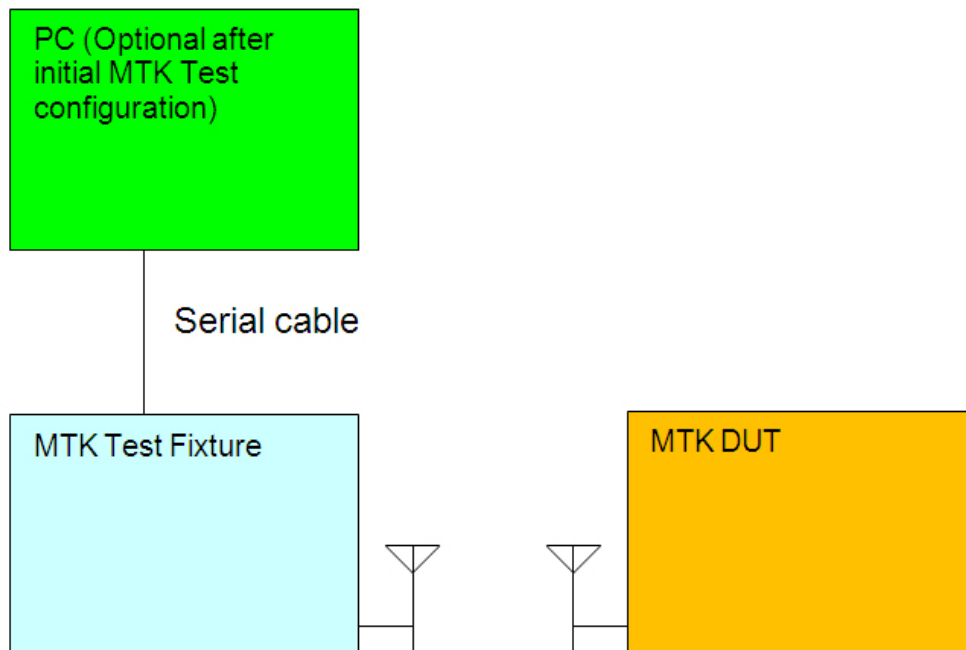 PC (Optional after
initial MTK Test
configuration)
Serial cable
MTK Test Fixture
MTK DUT